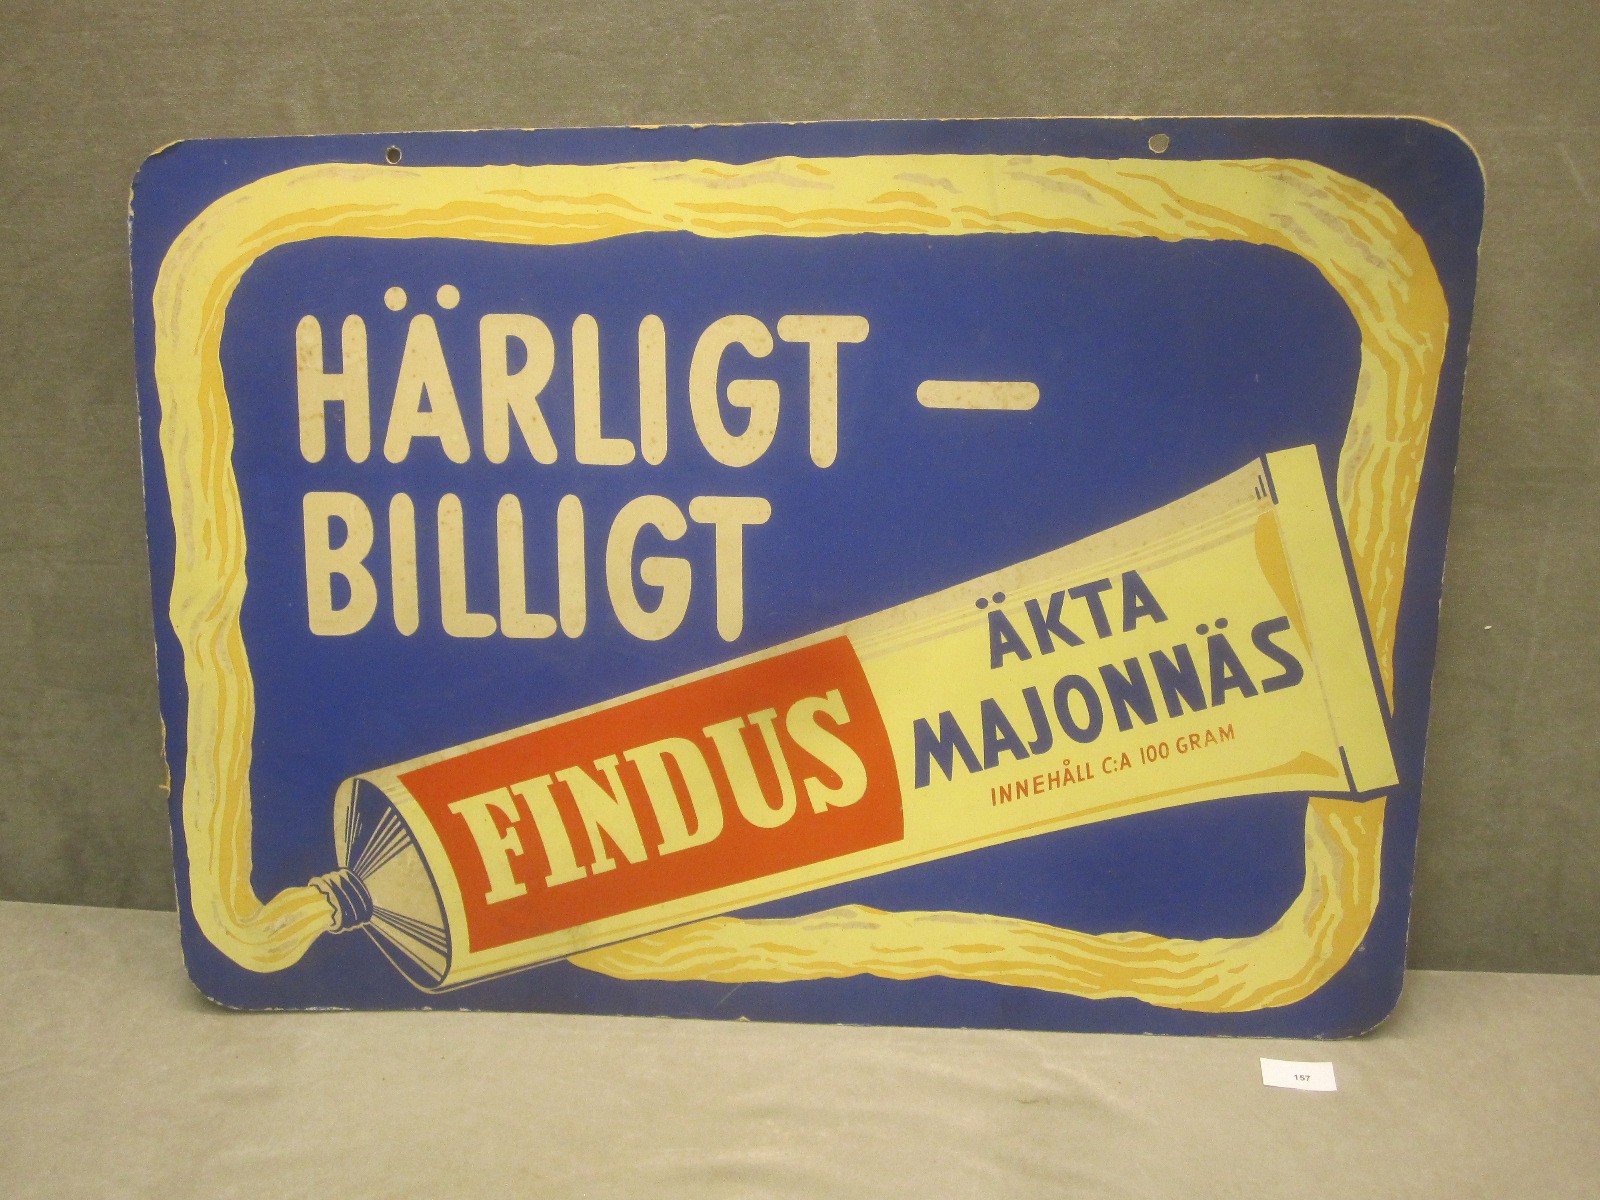 HÄRLIGT –
BILLIGT
FINDUS
ÄKTA
MAJONNÄS
INNEHÅLL C:A 100 GRAM
157